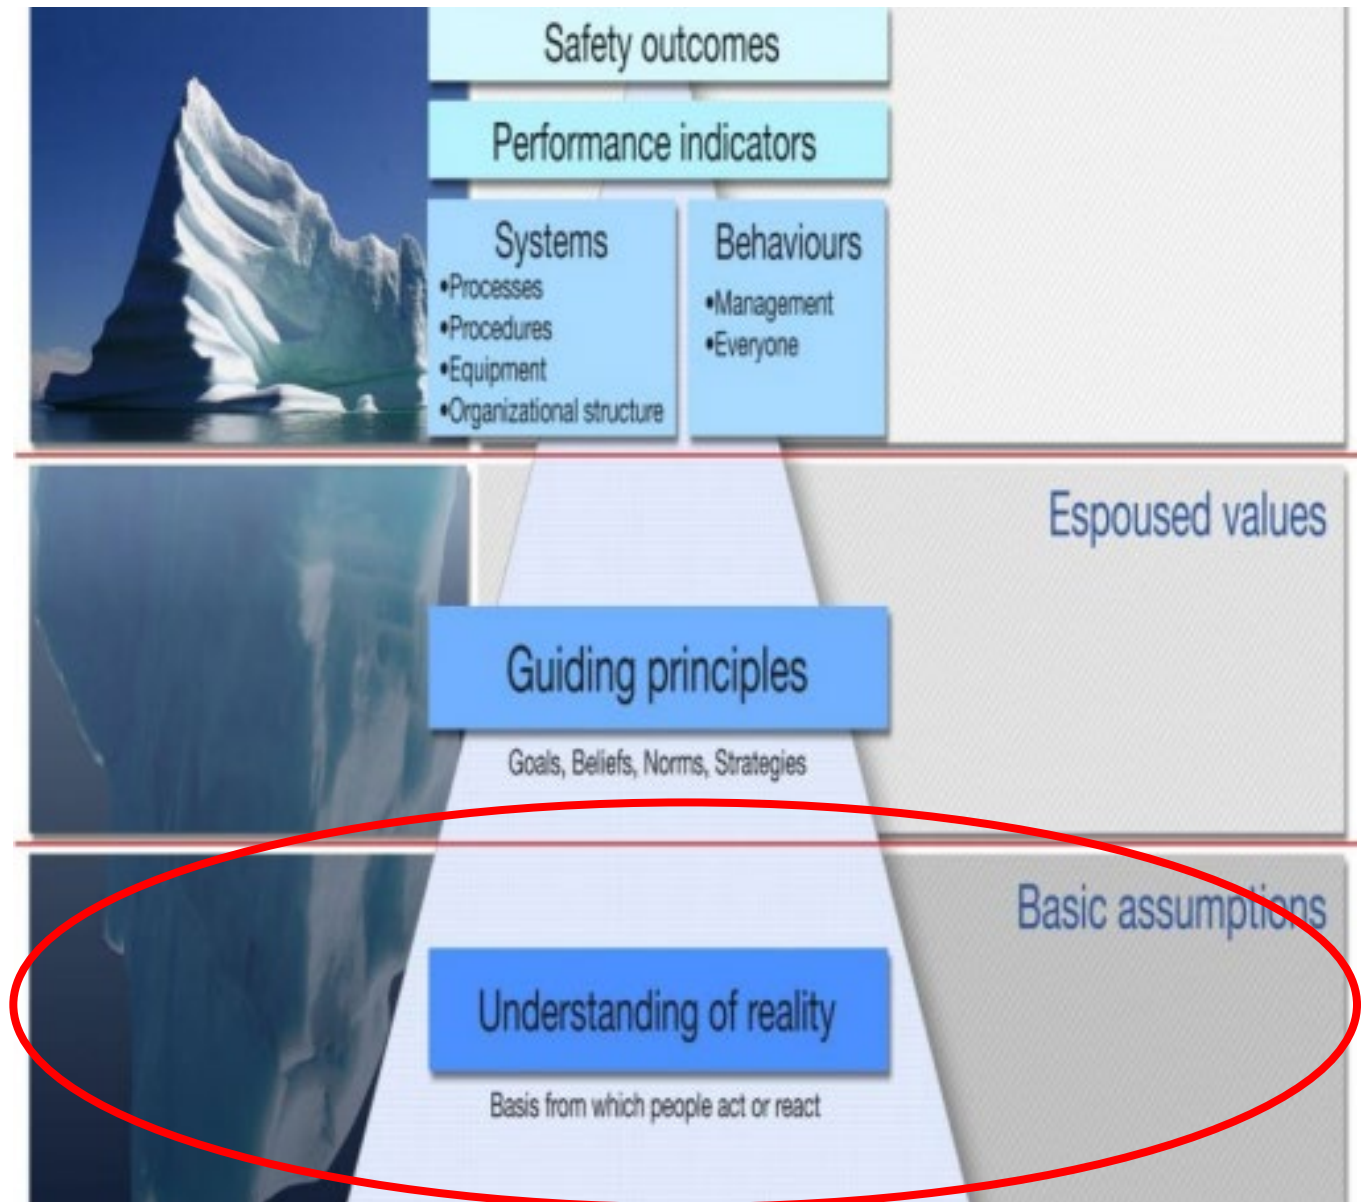 Safety outcomes
Performance indicators
Systems
•Processes
•Procedures
•Equipment
•Organizational structure
Behaviours
•Management
•Everyone
Espoused values
Guiding principles
Goals, Beliefs, Norms, Strategies
Basic assumptions
Understanding of reality
Basis from which people act or react